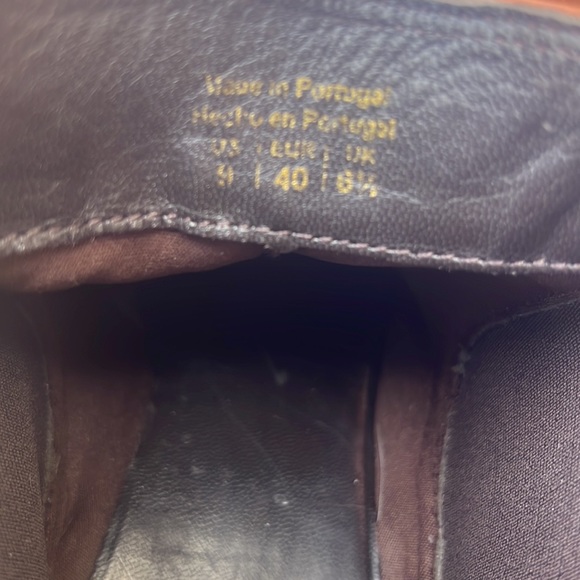 Made in Portugal
Hecho en Portugal
US | EUR | UK
9 | 40 | 6½